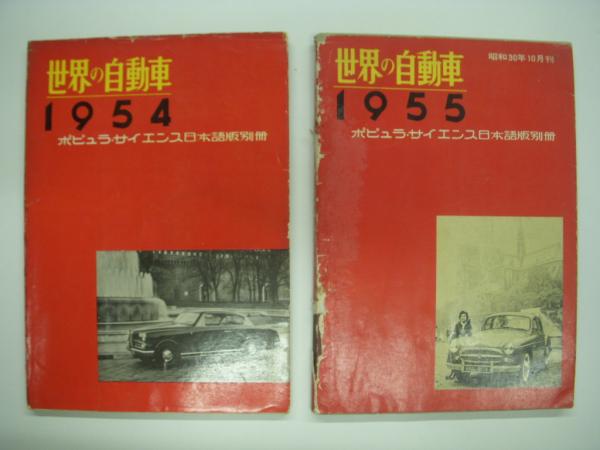 世界の自動車
1954
ポピュラ・サイエンス日本語版別冊
昭和30年10月刊
世界の自動車
1955
ポピュラ・サイエンス日本語版別冊